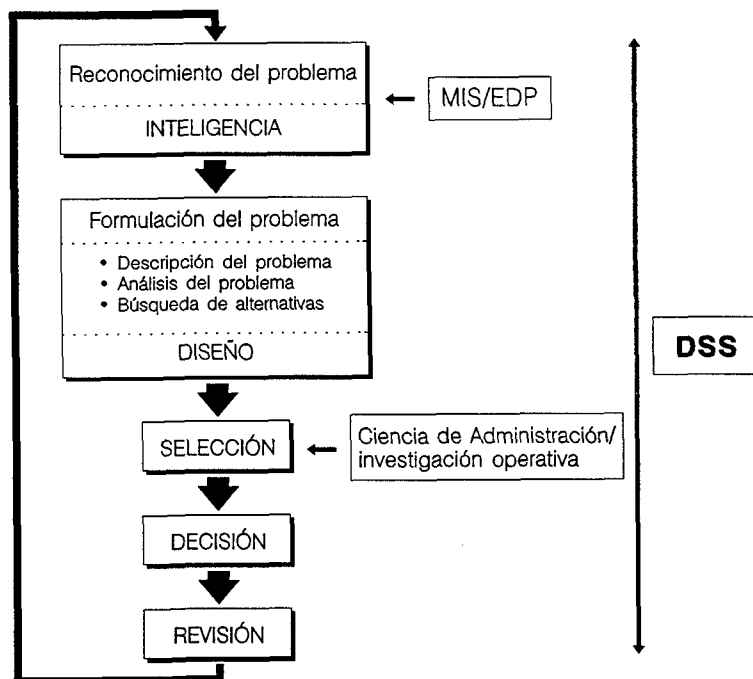 Reconocimiento del problema
INTELIGENCIA
MIS/EDP
Formulación del problema
• Descripción del problema
• Análisis del problema
• Búsqueda de alternativas
DISEÑO
DSS
SELECCIÓN
Ciencia de Administración/
investigación operativa
DECISIÓN
REVISIÓN